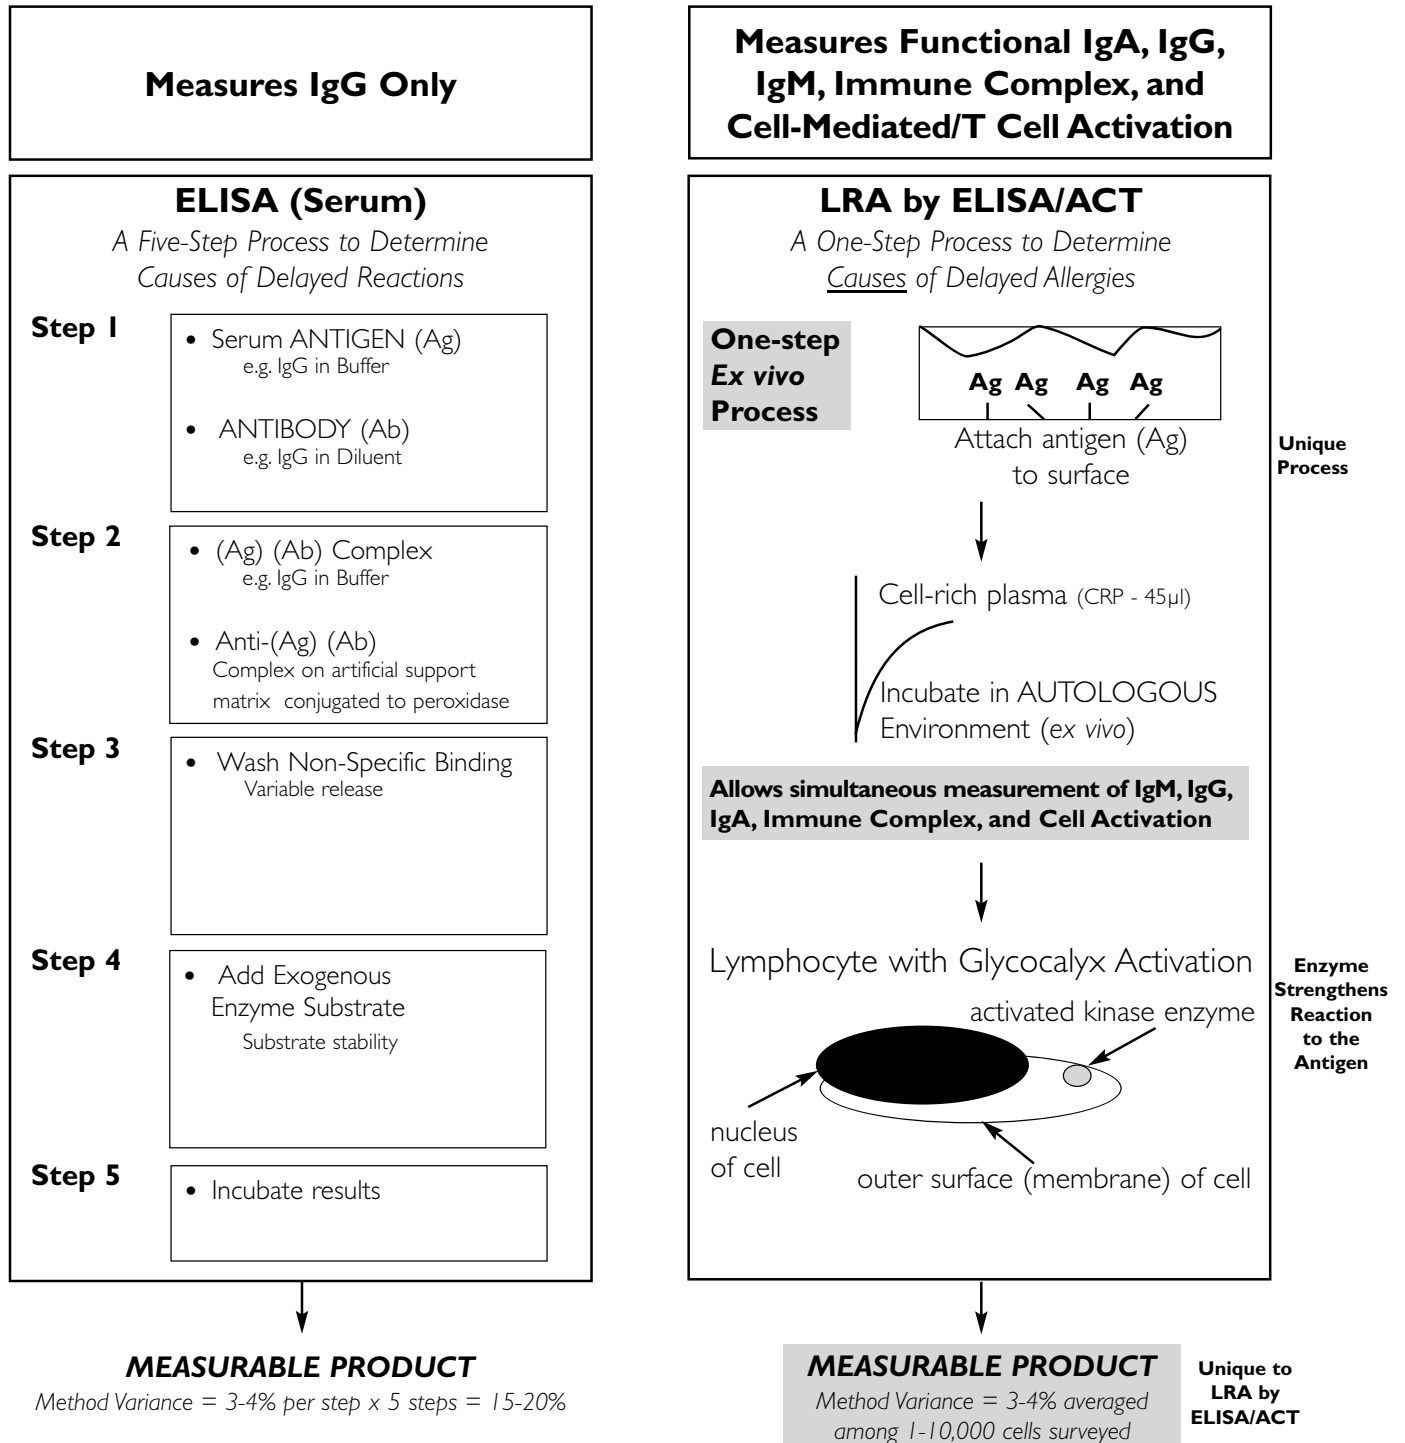 Measures IgG Only
ELISA (Serum)
A Five-Step Process to Determine
Causes of Delayed Reactions
Step 1
• Serum ANTIGEN (Ag)
e.g. IgG in Buffer
• ANTIBODY (Ab)
e.g. IgG in Diluent
Step 2
• (Ag) (Ab) Complex
e.g. IgG in Buffer
• Anti-(Ag) (Ab)
Complex on artificial support
matrix conjugated to peroxidase
Step 3
• Wash Non-Specific Binding
Variable release
Step 4
• Add Exogenous
Enzyme Substrate
Substrate stability
Step 5
• Incubate results
MEASURABLE PRODUCT
Method Variance = 3-4% per step x 5 steps = 15-20%
Measures Functional IgA, IgG,
IgM, Immune Complex, and
Cell-Mediated/T Cell Activation
LRA by ELISA/ACT
A One-Step Process to Determine
Causes of Delayed Allergies
One-step
Ex vivo
Process
Ag Ag Ag Ag
Attach antigen (Ag)
to surface
Unique
Process
Cell-rich plasma (CRP - 45µl)
Incubate in AUTOLOGOUS
Environment (ex vivo)
Allows simultaneous measurement of IgM, IgG,
IgA, Immune Complex, and Cell Activation
Lymphocyte with Glycocalyx Activation
activated kinase enzyme
nucleus
of cell
outer surface (membrane) of cell
Enzyme
Strengthens
Reaction
to the
Antigen
MEASURABLE PRODUCT
Method Variance = 3-4% averaged
among 1-10,000 cells surveyed
Unique to
LRA by
ELISA/ACT